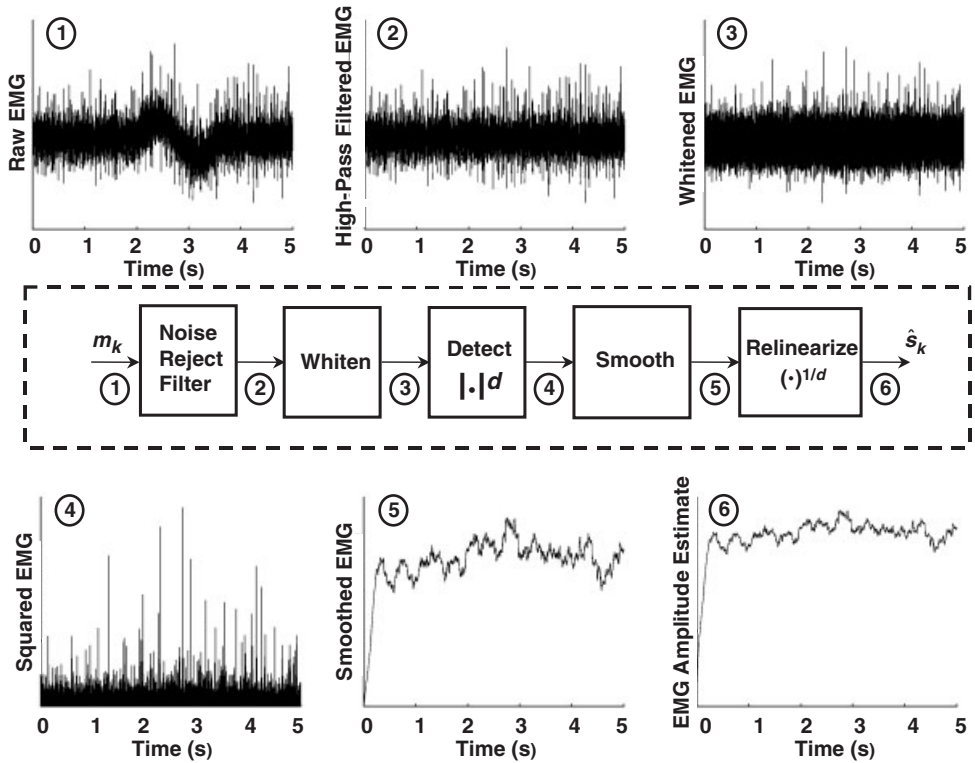 1
Raw EMG
0 1 2 3 4 5
Time (s)
2
High-Pass Filtered EMG
0 1 2 3 4 5
Time (s)
3
Whitened EMG
0 1 2 3 4 5
Time (s)
m_k
1
Noise
Reject
Filter
2
Whiten
3
Detect
|·|^d
4
Smooth
5
Relinearize
(·)^{1/d}
ŝ_k
6
4
Squared EMG
0 1 2 3 4 5
Time (s)
5
Smoothed EMG
0 1 2 3 4 5
Time (s)
6
EMG Amplitude Estimate
0 1 2 3 4 5
Time (s)